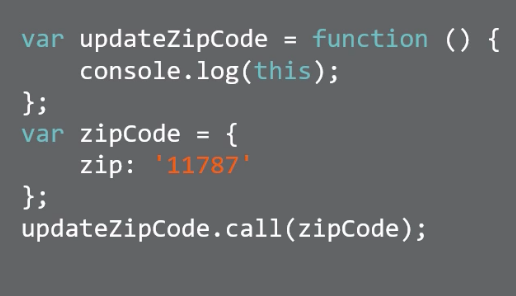 var updateZipCode = function () {
    console.log(this);
};
var zipCode = {
    zip: '11787'
};
updateZipCode.call(zipCode);